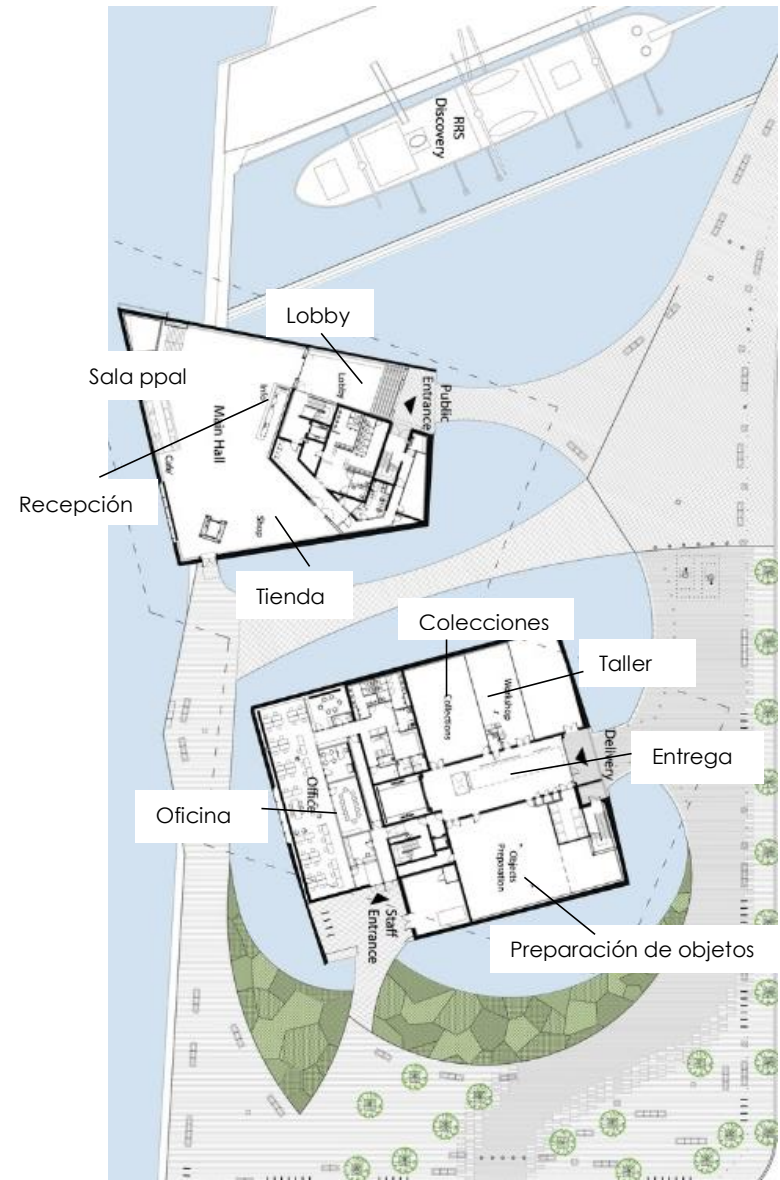 RRS
Discovery
Lobby
Sala ppal
Lobby
Public
Entrance
Info
Main Hall
Café
Recepción
Shop
Tienda
Colecciones
Taller
Workshop
Collections
Delivery
Entrega
Office
Oficina
Objects
Preparation
Staff
Entrance
Preparación de objetos